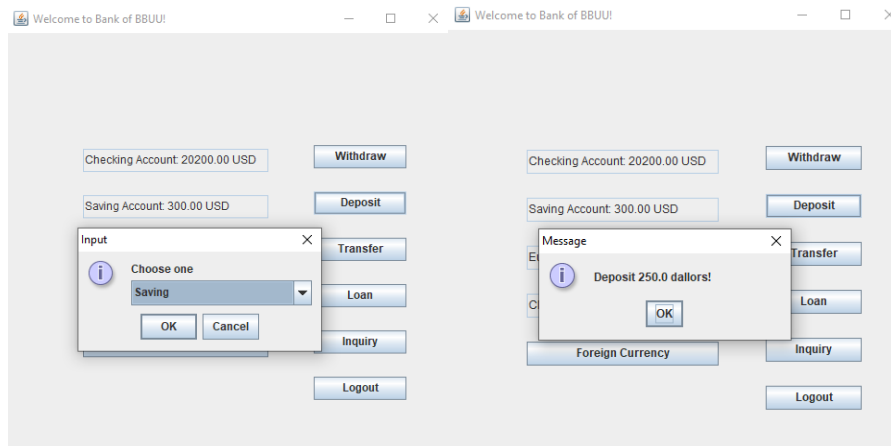 Welcome to Bank of BBUU!
Checking Account: 20200.00 USD
Withdraw
Saving Account: 300.00 USD
Deposit
Input
Choose one
Saving
OK
Cancel
Transfer
Loan
Inquiry
Logout
Welcome to Bank of BBUU!
Checking Account: 20200.00 USD
Withdraw
Saving Account: 300.00 USD
Deposit
Message
Deposit 250.0 dallors!
OK
Transfer
Loan
Foreign Currency
Inquiry
Logout